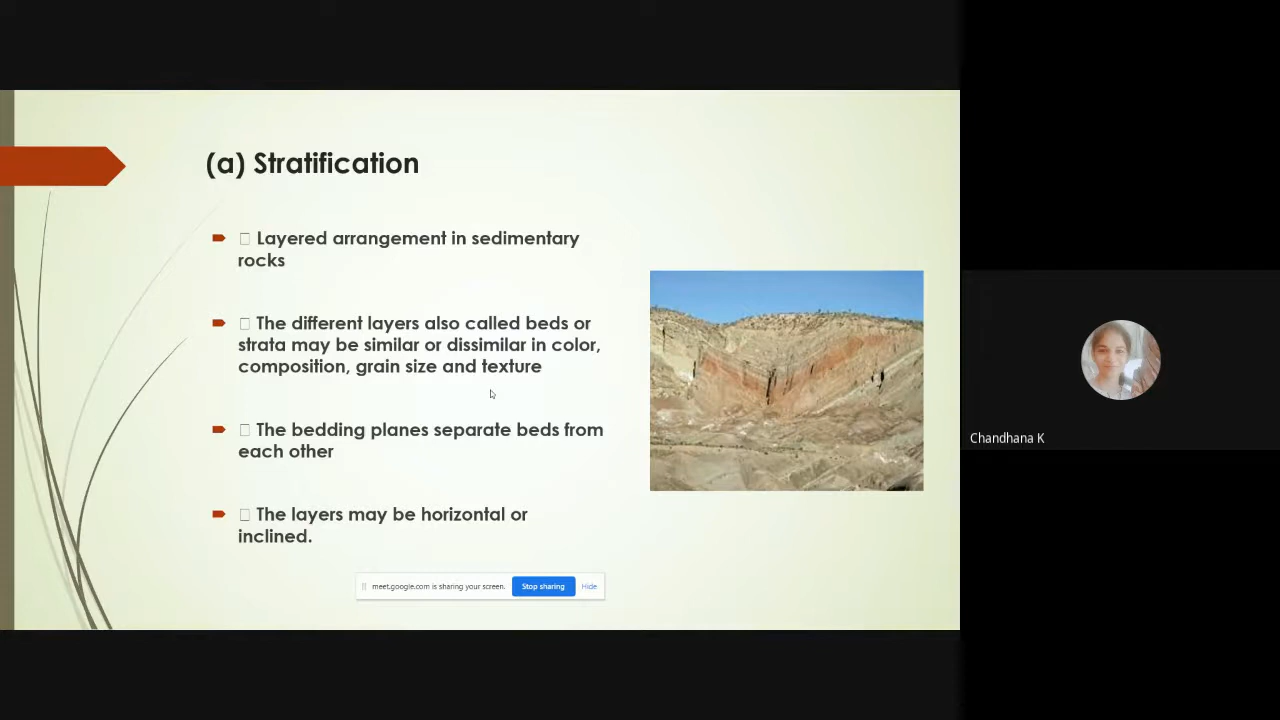 (a) Stratification
□ Layered arrangement in sedimentary
rocks
□ The different layers also called beds or
strata may be similar or dissimilar in color,
composition, grain size and texture
□ The bedding planes separate beds from
each other
□ The layers may be horizontal or
inclined.
meet.google.com is sharing your screen. Stop sharing Hide
Chandhana K